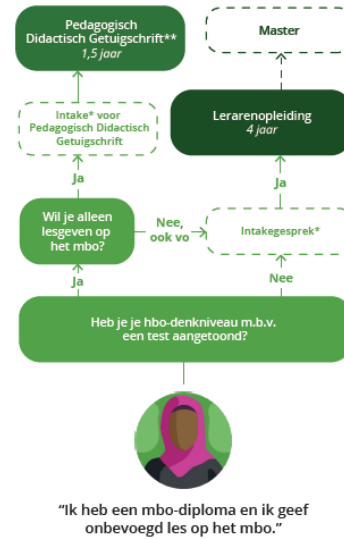 Pedagogisch
Didactisch Getuigschrift**
1,5 jaar
Master
Intake* voor
Pedagogisch Didactisch
Getuigschrift
Lerarenopleiding
4 jaar
Ja
Ja
Wil je alleen
lesgeven op
het mbo?
Nee,
ook vo
Intakegesprek*
Ja
Nee
Heb je je hbo-denkniveau m.b.v.
een test aangetoond?
“Ik heb een mbo-diploma en ik geef
onbevoegd les op het mbo.”